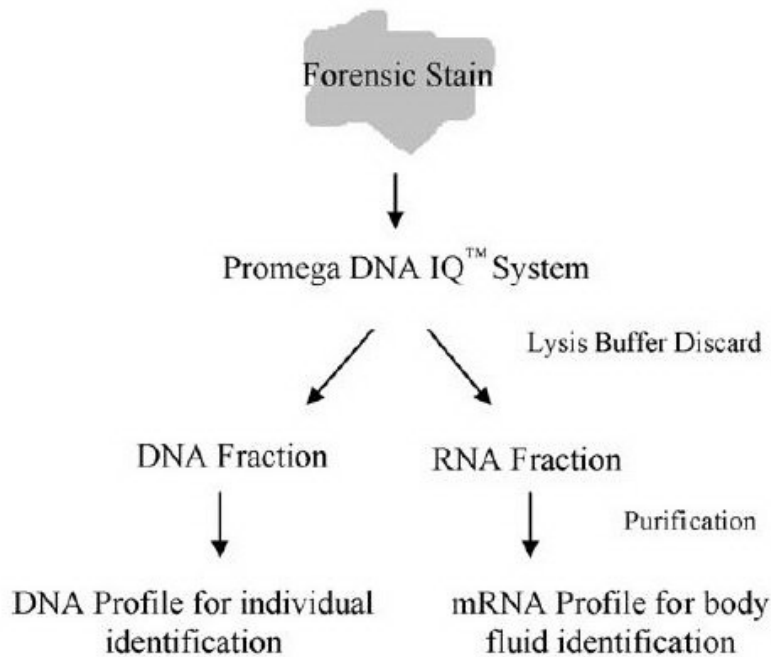 Forensic Stain
Promega DNA IQ™ System
Lysis Buffer Discard
DNA Fraction
RNA Fraction
Purification
DNA Profile for individual
identification
mRNA Profile for body
fluid identification